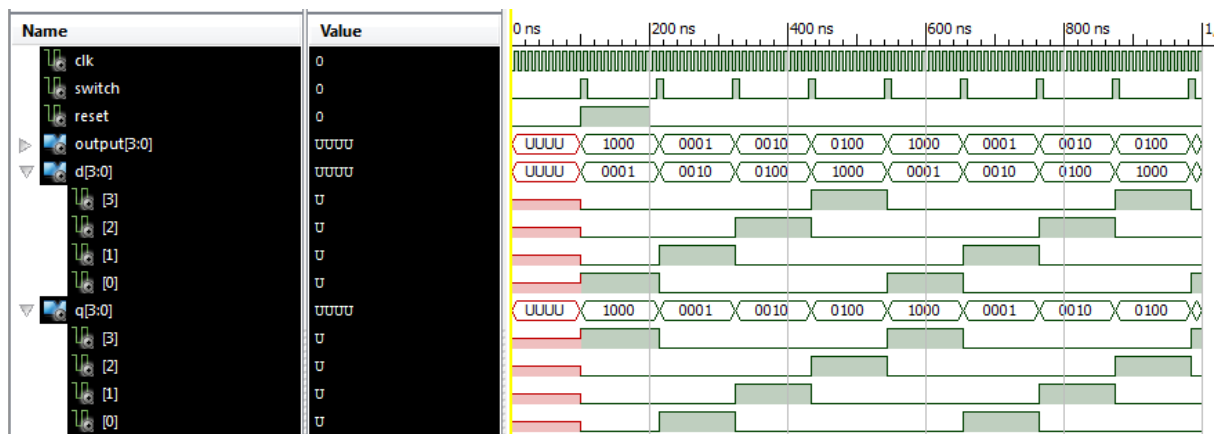 Name Value 0 ns 200 ns 400 ns 600 ns 800 ns 1,
clk 0
switch 0
reset 0
output[3:0] UUUU UUUU 1000 0001 0010 0100 1000 0001 0010 0100
d[3:0] UUUU UUUU 0001 0010 0100 1000 0001 0010 0100 1000
[3] U
[2] U
[1] U
[0] U
q[3:0] UUUU UUUU 1000 0001 0010 0100 1000 0001 0010 0100
[3] U
[2] U
[1] U
[0] U